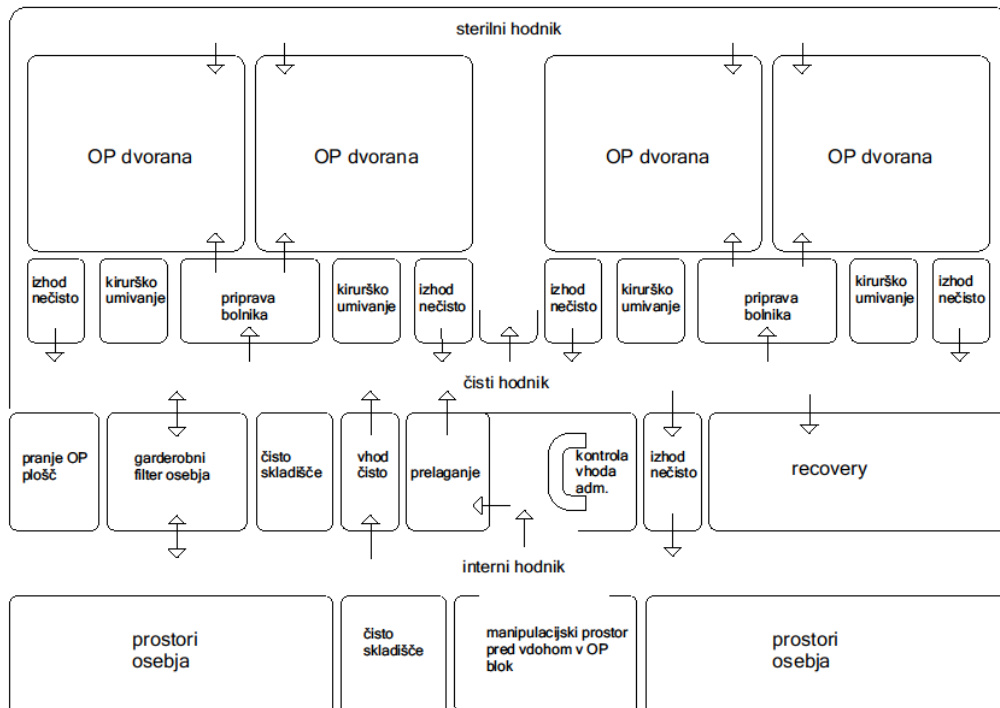 sterilni hodnik
OP dvorana
OP dvorana
OP dvorana
OP dvorana
izhod
nečisto
kirurško
umivanje
priprava
bolnika
kirurško
umivanje
izhod
nečisto
izhod
nečisto
kirurško
umivanje
priprava
bolnika
kirurško
umivanje
izhod
nečisto
čisti hodnik
pranje OP
plošč
garderobni
filter osebja
čisto
skladišče
vhod
čisto
prelaganje
kontrola
vhoda
adm.
izhod
nečisto
recovery
interni hodnik
prostori
osebja
čisto
skladišče
manipulacijski prostor
pred vdohom v OP
blok
prostori
osebja